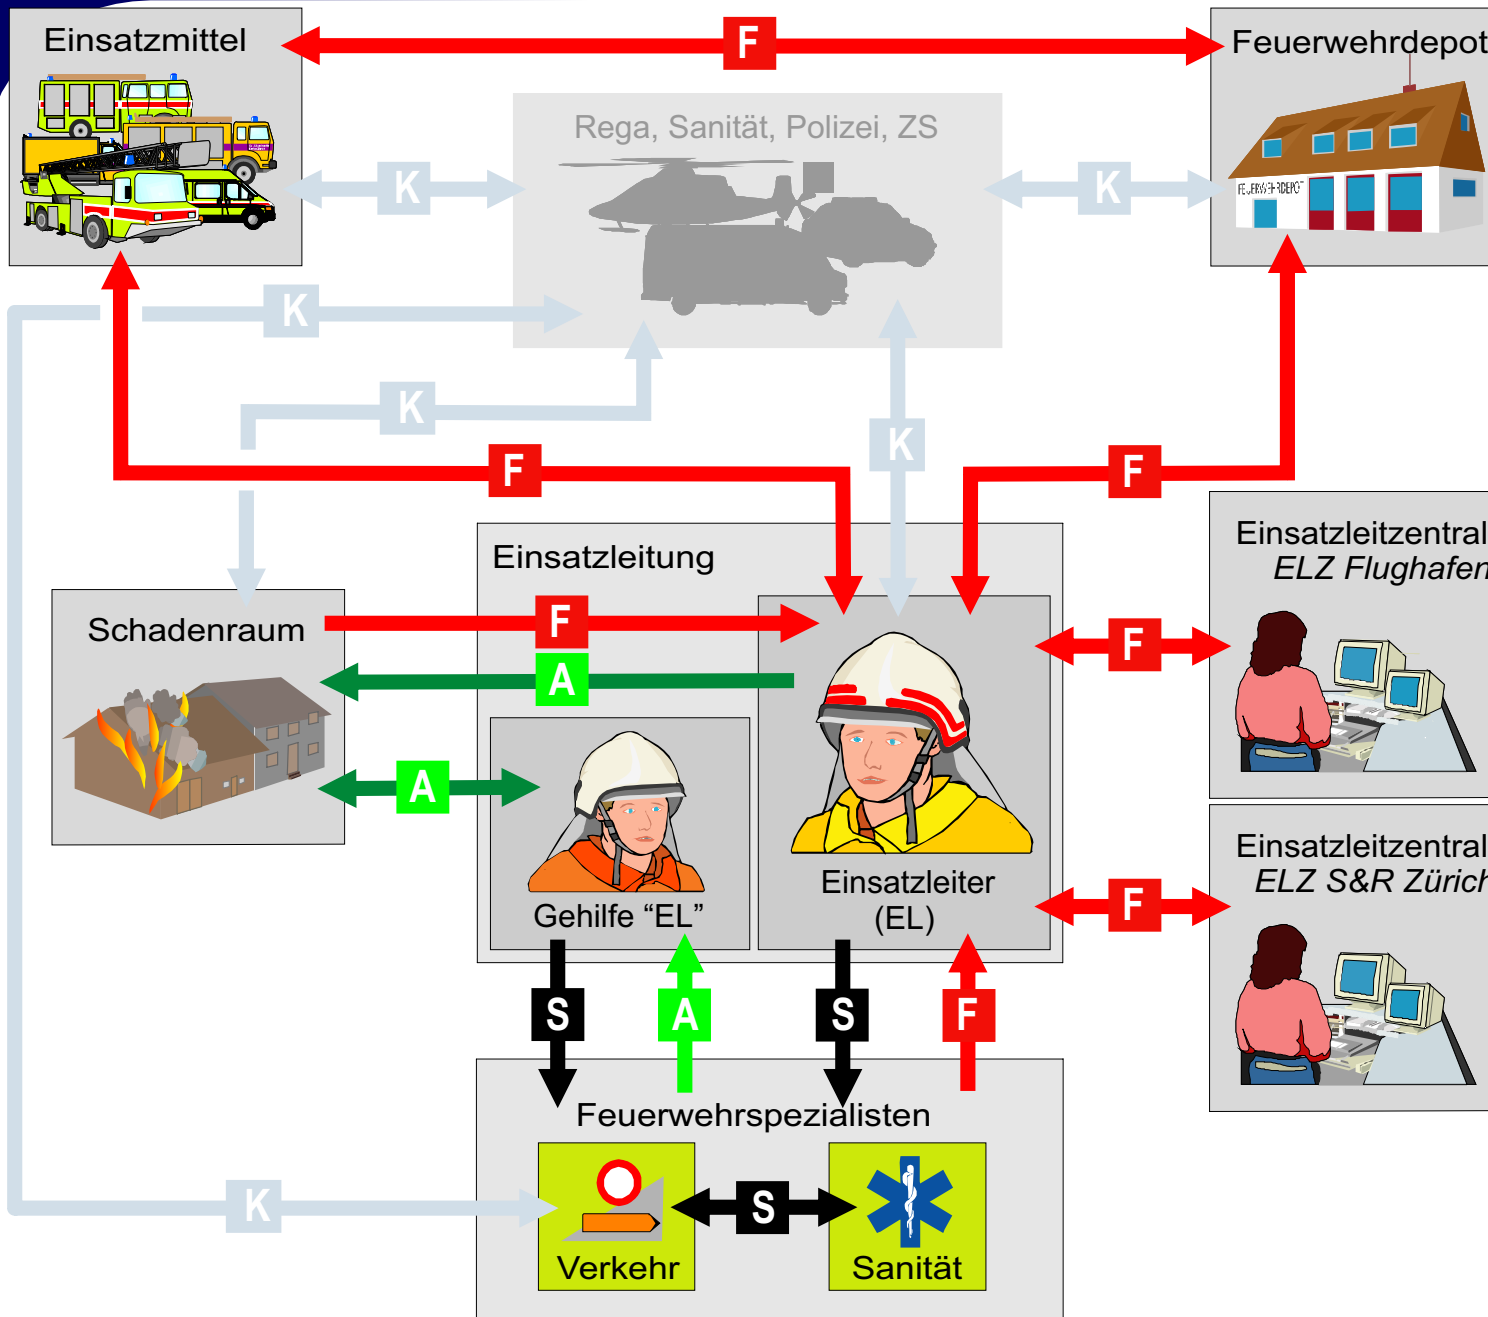 Einsatzmittel
F
Feuerwehrdepot
Rega, Sanität, Polizei, ZS
K
K
FEUERWEHRDEPOT
K
K
K
F
F
Einsatzleitung
Einsatzleitzentral
ELZ Flughafen
Schadenraum
F
F
A
A
Einsatzleiter
(EL)
Gehilfe “EL”
Einsatzleitzentral
ELZ S&R Zürich
F
S
A
S
F
Feuerwehrspezialisten
K
S
Verkehr
Sanität